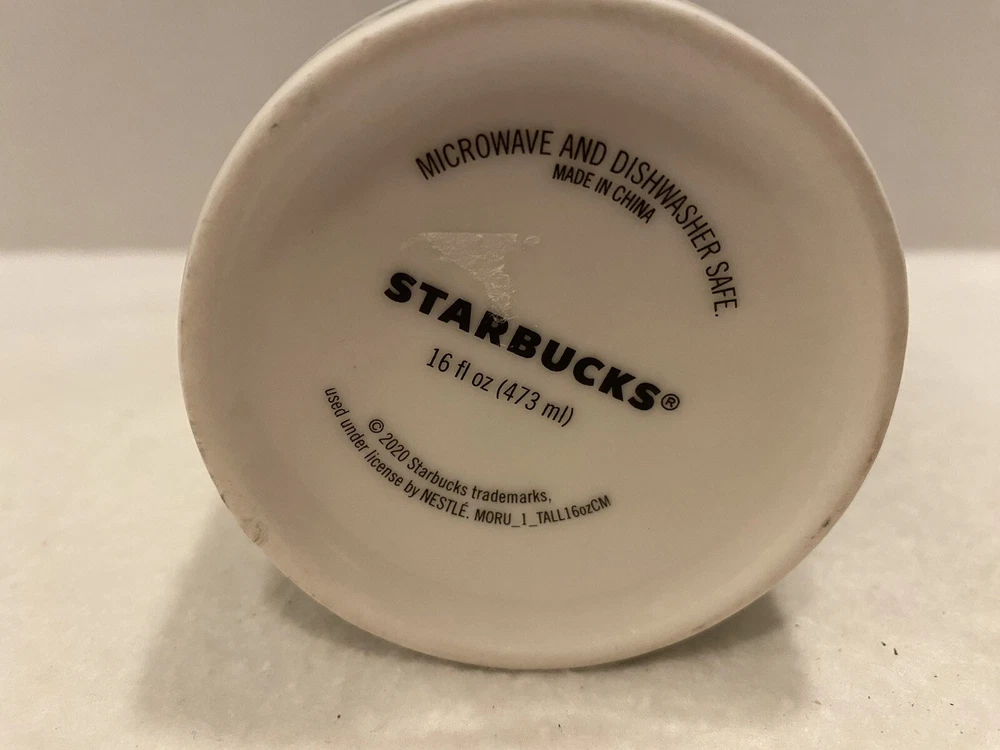 MICROWAVE AND DISHWASHER SAFE.
MADE IN CHINA
STARBUCKS®
16 fl oz (473 ml)
© 2020 Starbucks trademarks,
used under license by NESTLÉ. MORU_1_TALL16ozCM